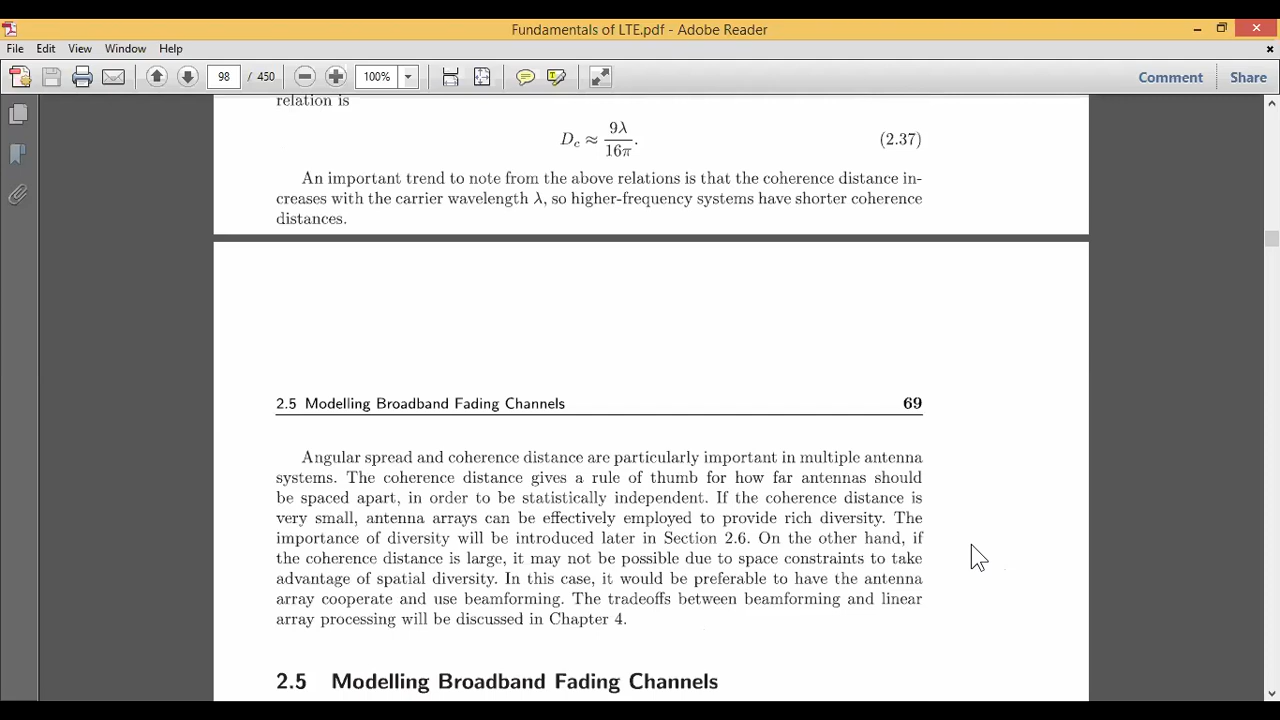 Fundamentals of LTE.pdf - Adobe Reader
File Edit View Window Help
98 / 450 100% Comment Share
relation is
D_c ≈ 9λ/16π. (2.37)
An important trend to note from the above relations is that the coherence distance in-
creases with the carrier wavelength λ, so higher-frequency systems have shorter coherence
distances.
2.5 Modelling Broadband Fading Channels 69
Angular spread and coherence distance are particularly important in multiple antenna
systems. The coherence distance gives a rule of thumb for how far antennas should
be spaced apart, in order to be statistically independent. If the coherence distance is
very small, antenna arrays can be effectively employed to provide rich diversity. The
importance of diversity will be introduced later in Section 2.6. On the other hand, if
the coherence distance is large, it may not be possible due to space constraints to take
advantage of spatial diversity. In this case, it would be preferable to have the antenna
array cooperate and use beamforming. The tradeoffs between beamforming and linear
array processing will be discussed in Chapter 4.
2.5 Modelling Broadband Fading Channels